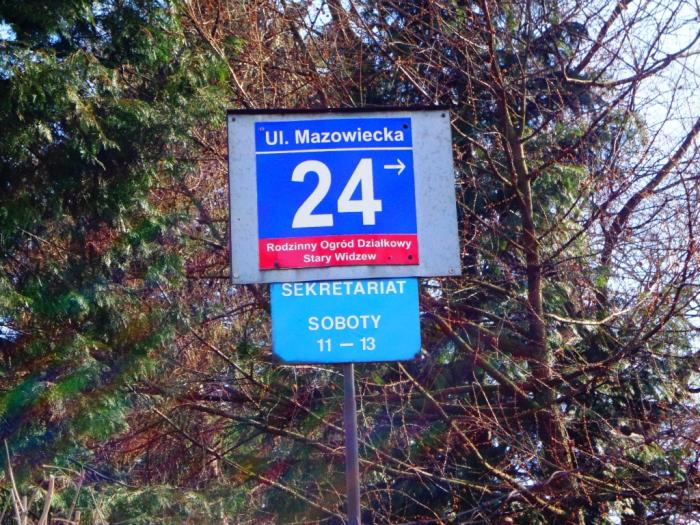 Ul. Mazowiecka
24 →
Rodzinny Ogród Działkowy
Stary Widzew
SEKRETARIAT
SOBOTY
11 – 13